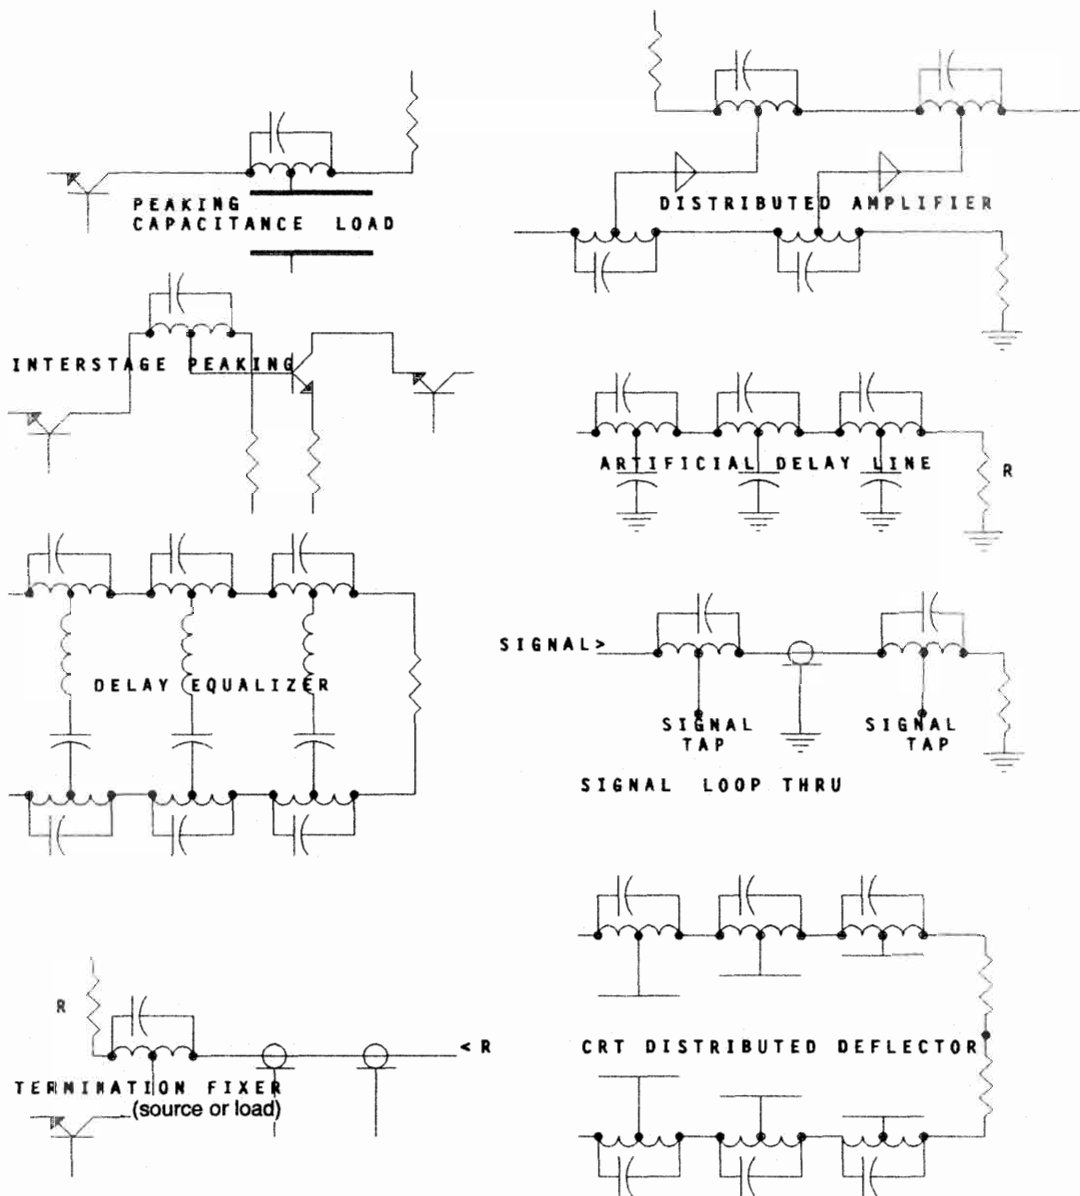 PEAKING
CAPACITANCE LOAD
DISTRIBUTED AMPLIFIER
INTERSTAGE PEAKING
ARTIFICIAL DELAY LINE
R
SIGNAL>
DELAY EQUALIZER
SIGNAL
TAP
SIGNAL
TAP
SIGNAL LOOP THRU
R
<R
TERMINATION FIXER
(source or load)
CRT DISTRIBUTED DEFLECTOR